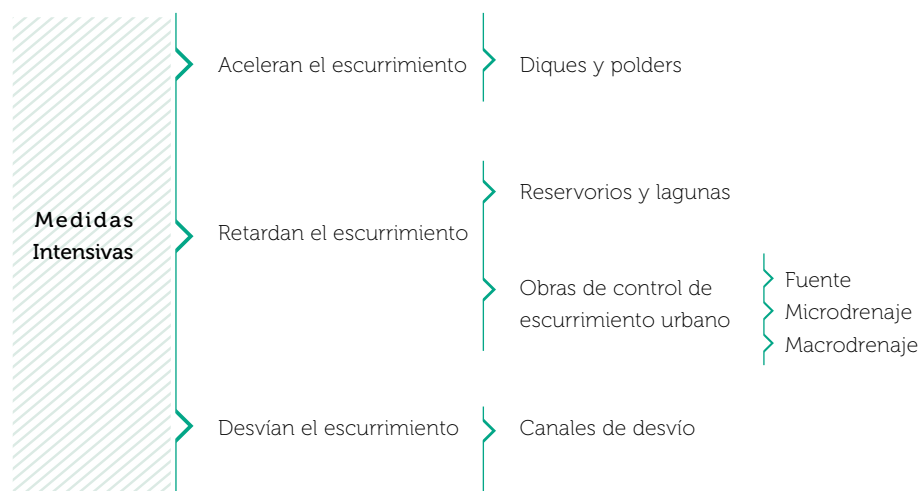 Medidas
Intensivas
Aceleran el escurrimiento
Diques y polders
Retardan el escurrimiento
Reservorios y lagunas
Obras de control de
escurrimiento urbano
Fuente
Microdrenaje
Macrodrenaje
Desvían el escurrimiento
Canales de desvío